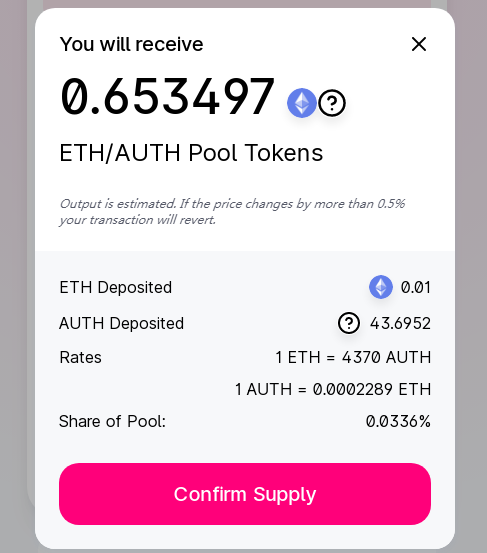 You will receive
0.653497
ETH/AUTH Pool Tokens
Output is estimated. If the price changes by more than 0.5%
your transaction will revert.
ETH Deposited 0.01
AUTH Deposited 43.6952
Rates 1 ETH = 4370 AUTH
1 AUTH = 0.0002289 ETH
Share of Pool: 0.0336%
Confirm Supply